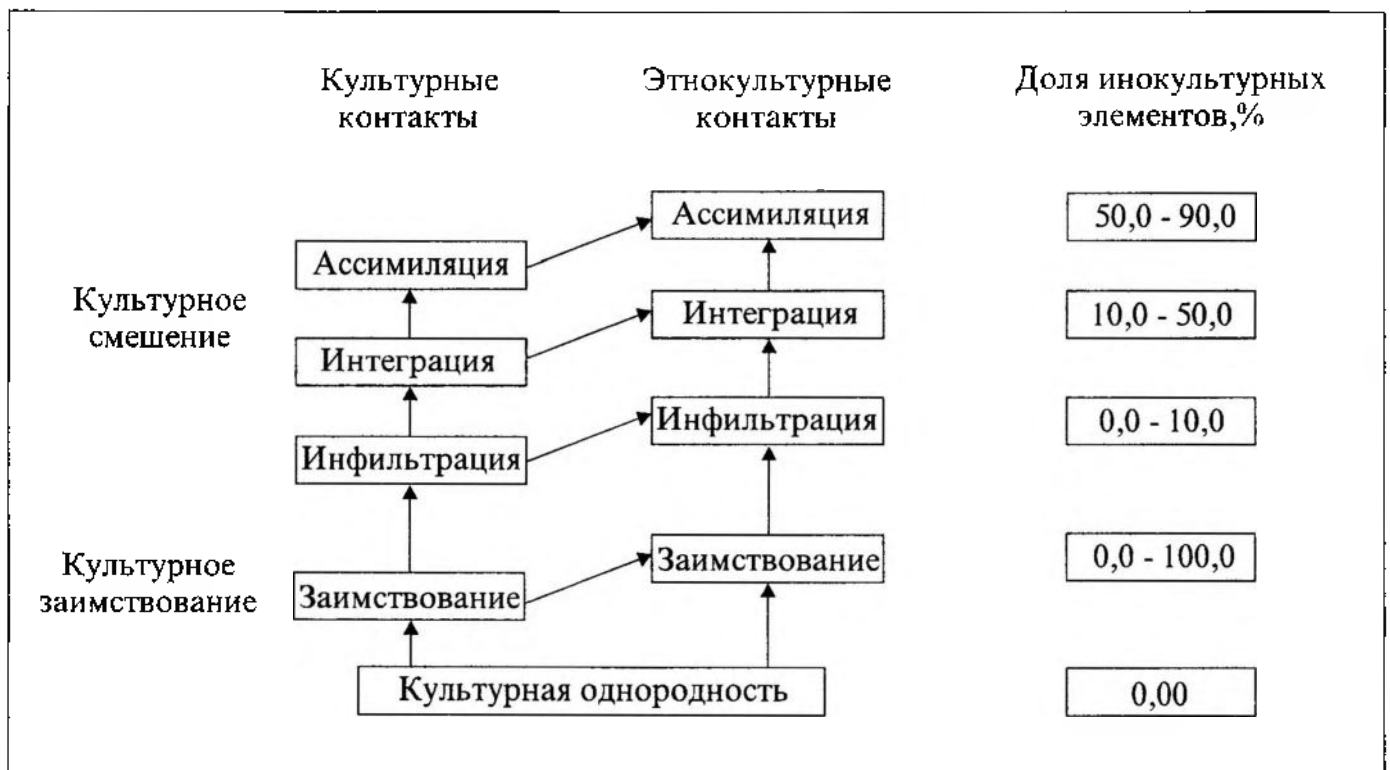 Культурные
контакты
Этнокультурные
контакты
Доля инокультурных
элементов,%
Ассимиляция
50,0 - 90,0
Ассимиляция
Культурное
смешение
Интеграция
10,0 - 50,0
Интеграция
Инфильтрация
0,0 - 10,0
Инфильтрация
Культурное
заимствование
Заимствование
0,0 - 100,0
Заимствование
Культурная однородность
0,00